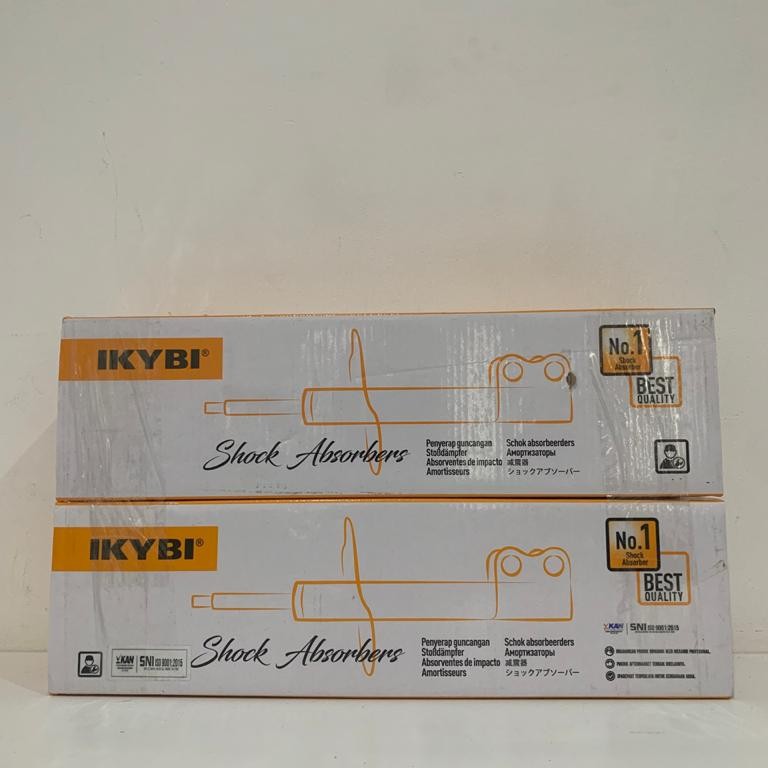 IKYBI®
No.1
Shock
Absorber
BEST
QUALITY
Shock Absorbers
Penyerap guncangan
Stoßdämpfer
Absorventes de impacto
Amortisseurs
Schok absorbeerders
Амортизаторы
减震器
ショックアブソーバー
IKYBI®
No.1
Shock
Absorber
BEST
QUALITY
KAN SNI ISO 9001:2015
KAN SNI ISO 9001:2015
Shock Absorbers
Penyerap guncangan
Stoßdämpfer
Absorventes de impacto
Amortisseurs
Schok absorbeerders
Амортизаторы
减震器
ショックアブソーバー